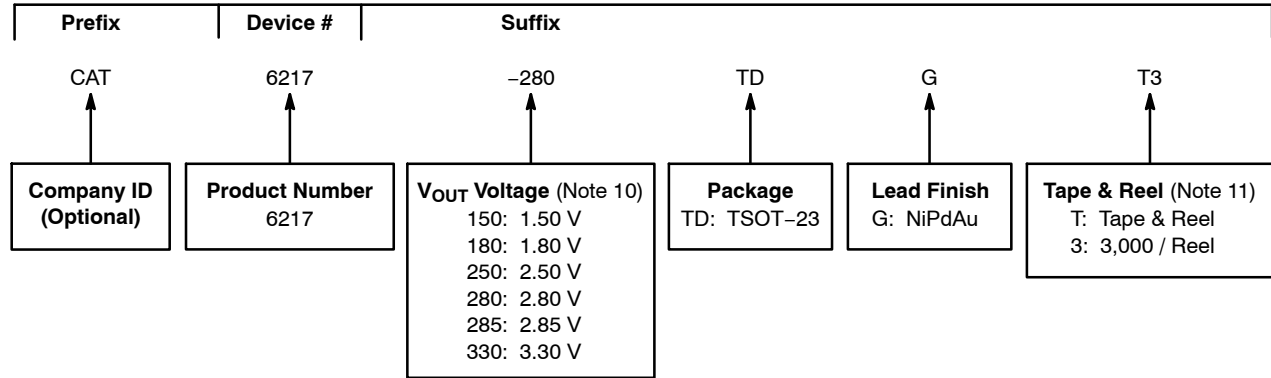 Prefix Device # Suffix
CAT 6217 −280 TD G T3
Company ID
(Optional)
Product Number
6217
VOUT Voltage (Note 10)
150: 1.50 V
180: 1.80 V
250: 2.50 V
280: 2.80 V
285: 2.85 V
330: 3.30 V
Package
TD: TSOT−23
Lead Finish
G: NiPdAu
Tape & Reel (Note 11)
T: Tape & Reel
3: 3,000 / Reel